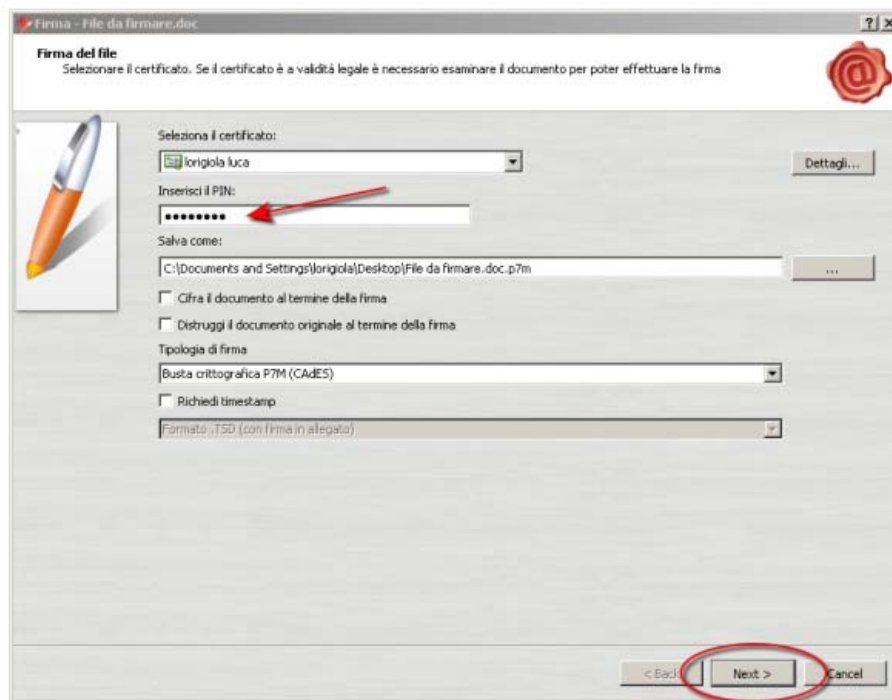 Firma - File da firmare.doc
Firma del file
Selezionare il certificato. Se il certificato è a validità legale è necessario esaminare il documento per poter effettuare la firma
Seleziona il certificato:
lorigiola luca
Dettagli...
Inserisci il PIN:
••••••••
Salva come:
C:\Documents and Settings\lorigiola\Desktop\File da firmare.doc.p7m
...
Cifra il documento al termine della firma
Distruggi il documento originale al termine della firma
Tipologia di firma
Busta crittografica P7M (CAdES)
Richiedi timestamp
Formato .TSD (con firma in allegato)
< Back
Next >
Cancel